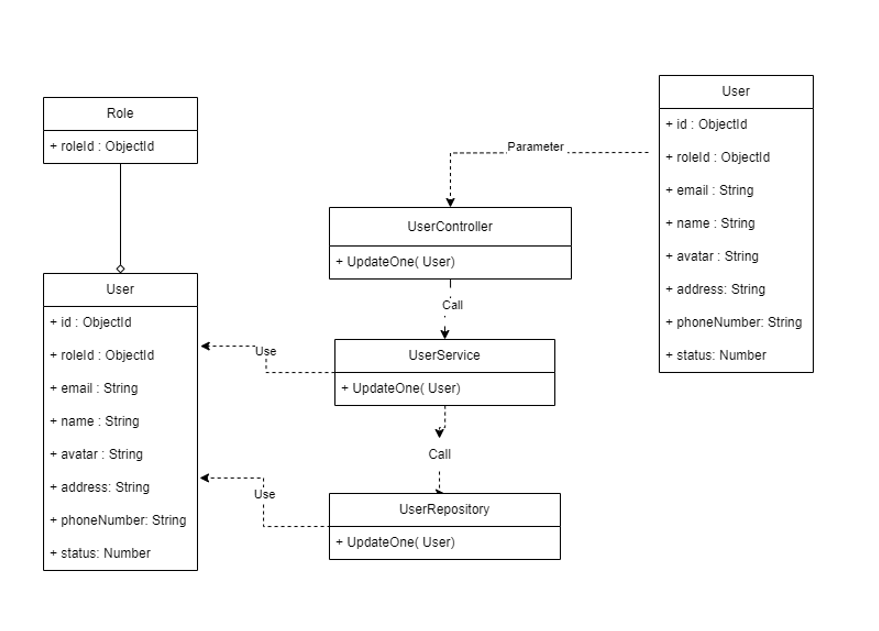 Role
+ roleId : ObjectId
User
+ id : ObjectId
+ roleId : ObjectId
+ email : String
+ name : String
+ avatar : String
+ address: String
+ phoneNumber: String
+ status: Number
Parameter
UserController
+ UpdateOne( User)
Call
UserService
+ UpdateOne( User)
Use
Call
UserRepository
+ UpdateOne( User)
Use
User
+ id : ObjectId
+ roleId : ObjectId
+ email : String
+ name : String
+ avatar : String
+ address: String
+ phoneNumber: String
+ status: Number